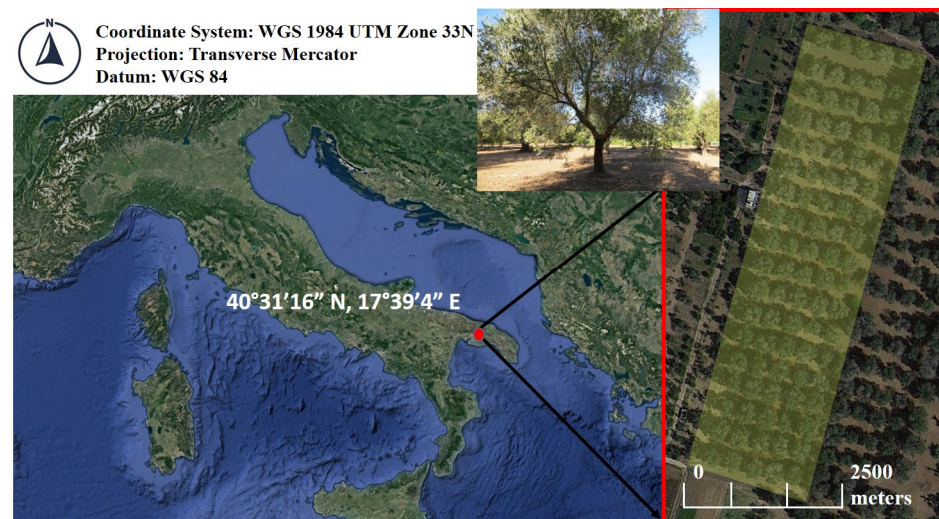 N
Coordinate System: WGS 1984 UTM Zone 33N
Projection: Transverse Mercator
Datum: WGS 84
40°31’16” N, 17°39’4” E
0 2500
meters